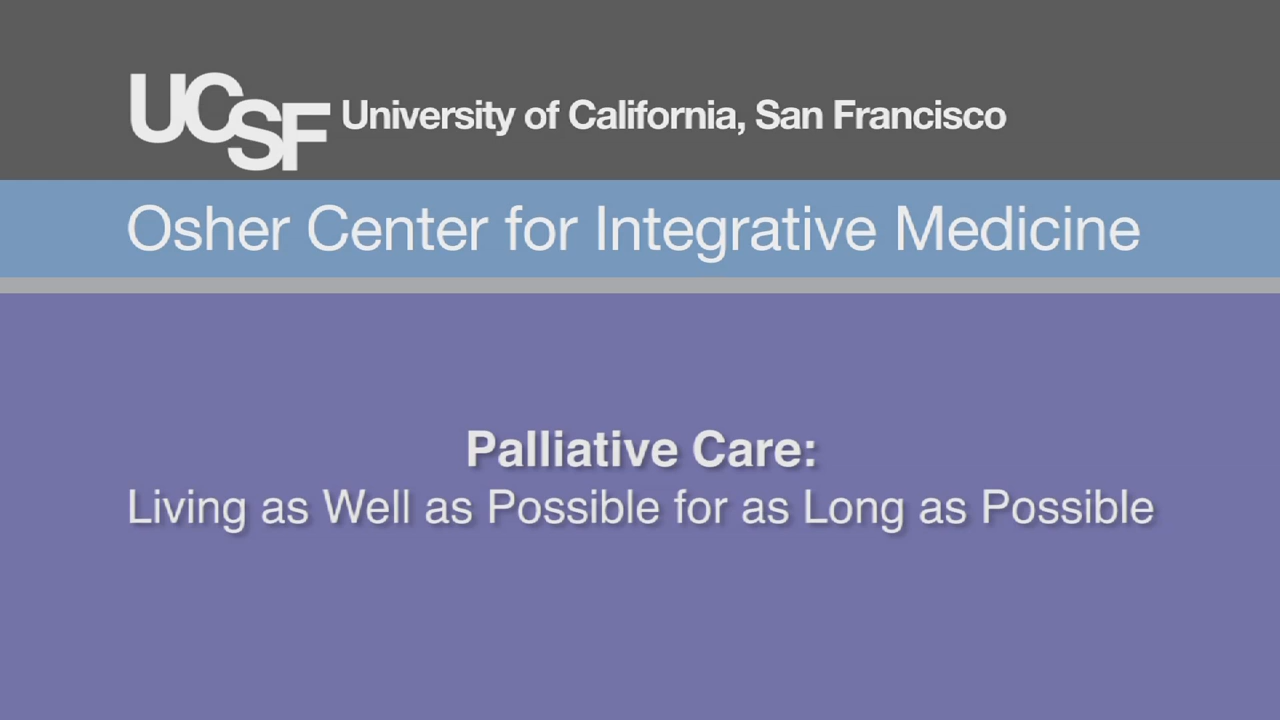 UCSF University of California, San Francisco
Osher Center for Integrative Medicine
Palliative Care:
Living as Well as Possible for as Long as Possible